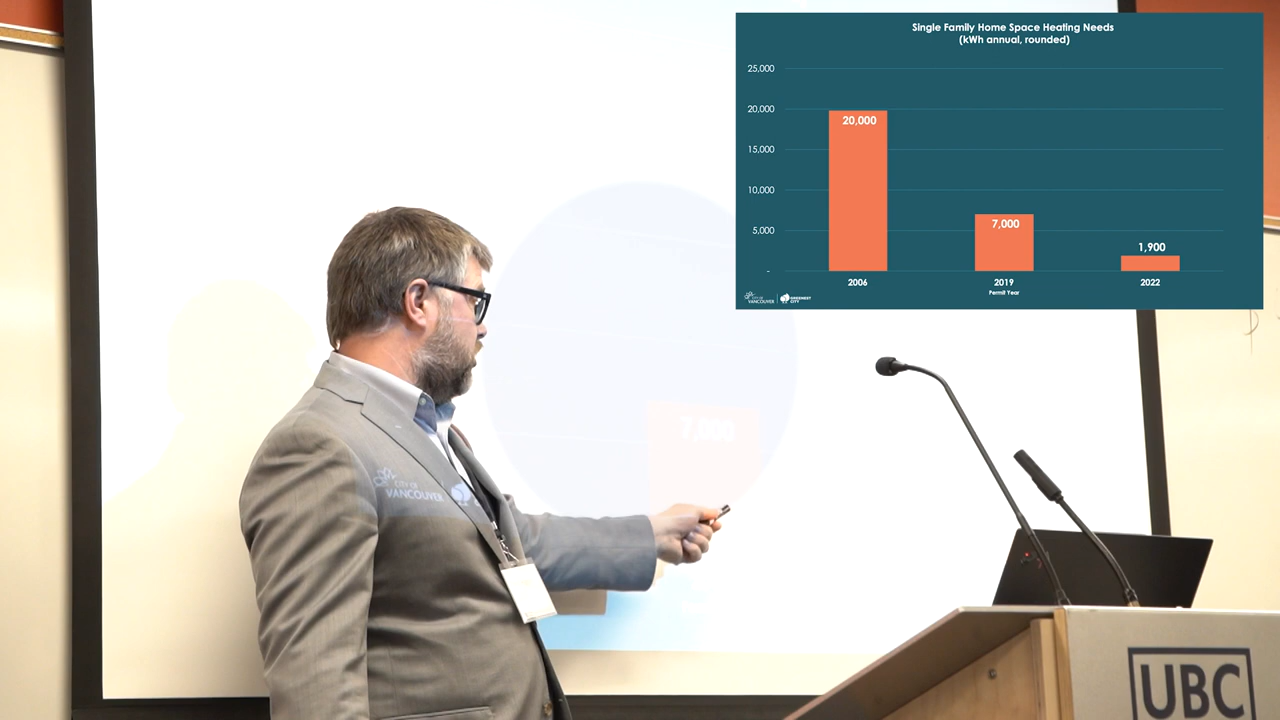 Single Family Home Space Heating Needs
(kWh annual, rounded)
25,000
20,000
15,000
10,000
5,000
-
20,000
7,000
1,900
2006
2019
2022
Permit Year
CITY OF
VANCOUVER
GREENEST
CITY
7,000
CITY OF
VANCOUVER
UBC